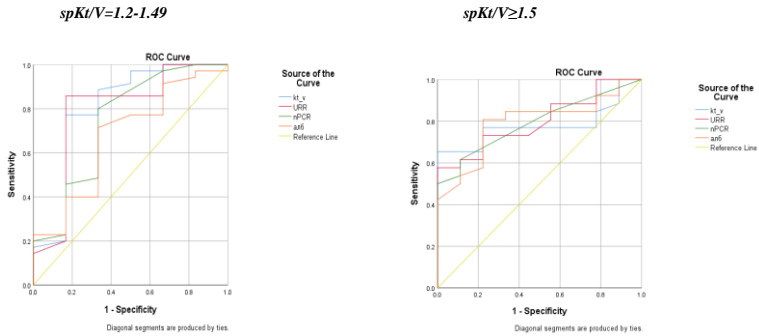 spKt/V=1.2-1.49
spKt/V≥1.5
ROC Curve
Source of the
Curve
kt_v
URR
nPCR
алб
Reference Line
Sensitivity
1.0
0.8
0.6
0.4
0.2
0.0
0.0 0.2 0.4 0.6 0.8 1.0
1 - Specificity
Diagonal segments are produced by ties.
ROC Curve
Source of the
Curve
kt_v
URR
nPCR
алб
Reference Line
Sensitivity
1.0
0.8
0.6
0.4
0.2
0.0
0.0 0.2 0.4 0.6 0.8 1.0
1 - Specificity
Diagonal segments are produced by ties.